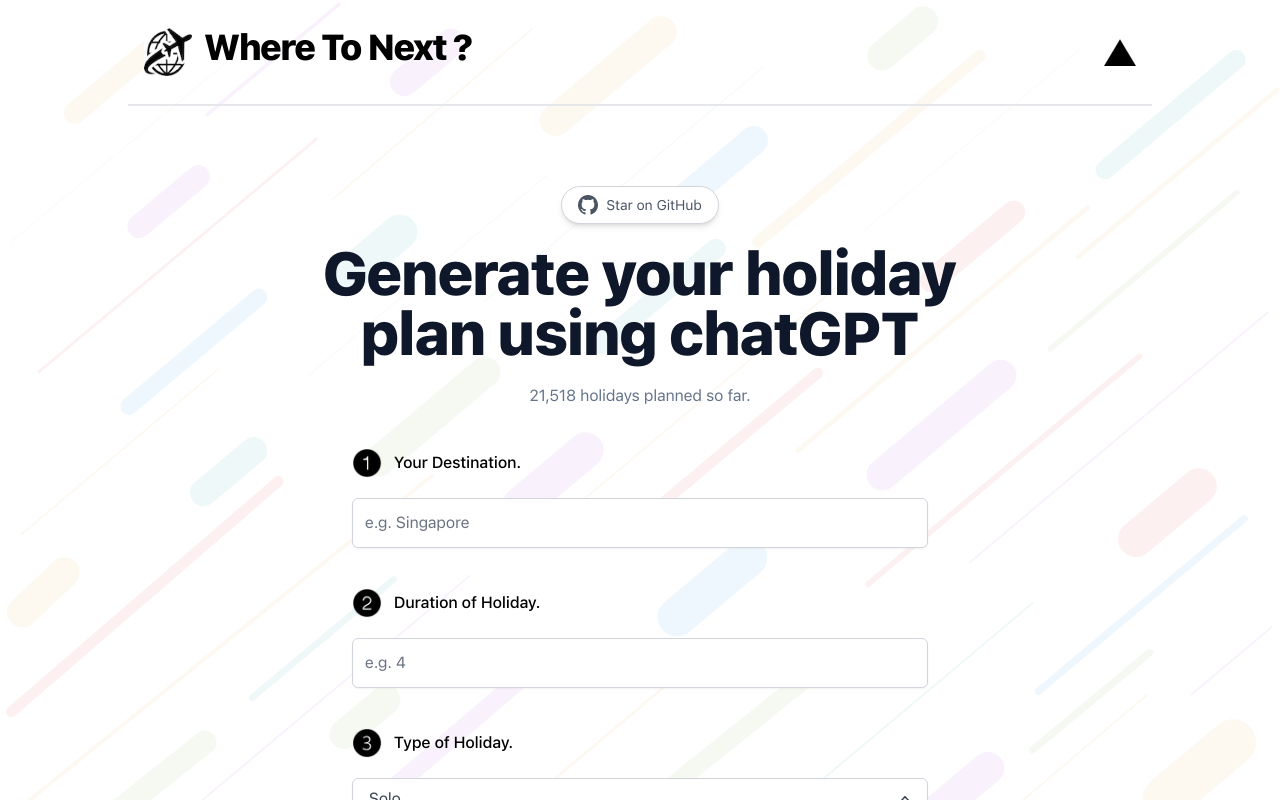 Where To Next ?
Star on GitHub
Generate your holiday
plan using chatGPT
21,518 holidays planned so far.
1 Your Destination.
e.g. Singapore
2 Duration of Holiday.
e.g. 4
3 Type of Holiday.
Solo